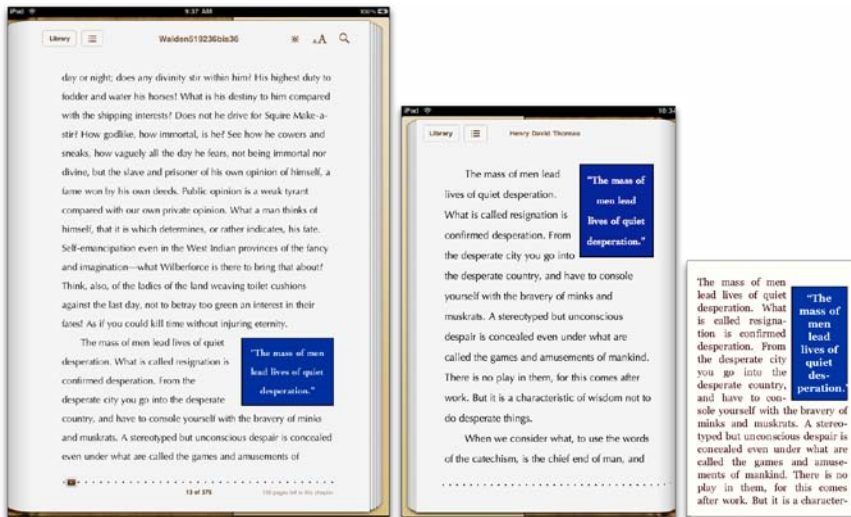 iPad
9:37 AM
100%
Library
Walden519236bis36
AA
day or night; does any divinity stir within him? His highest duty to
fodder and water his horses! What is his destiny to him compared
with the shipping interests? Does not he drive for Squire Make-a-
stir? How godlike, how immortal, is he? See how he cowers and
sneaks, how vaguely all the day he fears, not being immortal nor
divine, but the slave and prisoner of his own opinion of himself, a
fame won by his own deeds. Public opinion is a weak tyrant
compared with our own private opinion. What a man thinks of
himself, that it is which determines, or rather indicates, his fate.
Self-emancipation even in the West Indian provinces of the fancy
and imagination—what Wilberforce is there to bring that about?
Think, also, of the ladies of the land weaving toilet cushions
against the last day, not to betray too green an interest in their
fates! As if you could kill time without injuring eternity.
The mass of men lead lives of quiet
desperation. What is called resignation is
confirmed desperation. From the
desperate city you go into the desperate
country, and have to console yourself with the bravery of minks
and muskrats. A stereotyped but unconscious despair is concealed
even under what are called the games and amusements of
"The mass of men
lead lives of quiet
desperation."
13 of 376
pages left in this chapter
iPad
10:34
Library
Henry David Thoreau
The mass of men lead
lives of quiet desperation.
What is called resignation is
confirmed desperation. From
the desperate city you go into
the desperate country, and have to console
yourself with the bravery of minks and
muskrats. A stereotyped but unconscious
despair is concealed even under what are
called the games and amusements of mankind.
There is no play in them, for this comes after
work. But it is a characteristic of wisdom not to
do desperate things.
When we consider what, to use the words
of the catechism, is the chief end of man, and
"The mass of
men lead
lives of quiet
desperation."
The mass of men
lead lives of quiet
desperation. What
is called resigna-
tion is confirmed
desperation. From
the desperate city
you go into the
desperate country,
and have to con-
sole yourself with the bravery of
minks and muskrats. A stereo-
typed but unconscious despair is
concealed even under what are
called the games and amuse-
ments of mankind. There is no
play in them, for this comes
after work. But it is a character-
"The
mass of
men
lead
lives of
quiet
des-
peration."